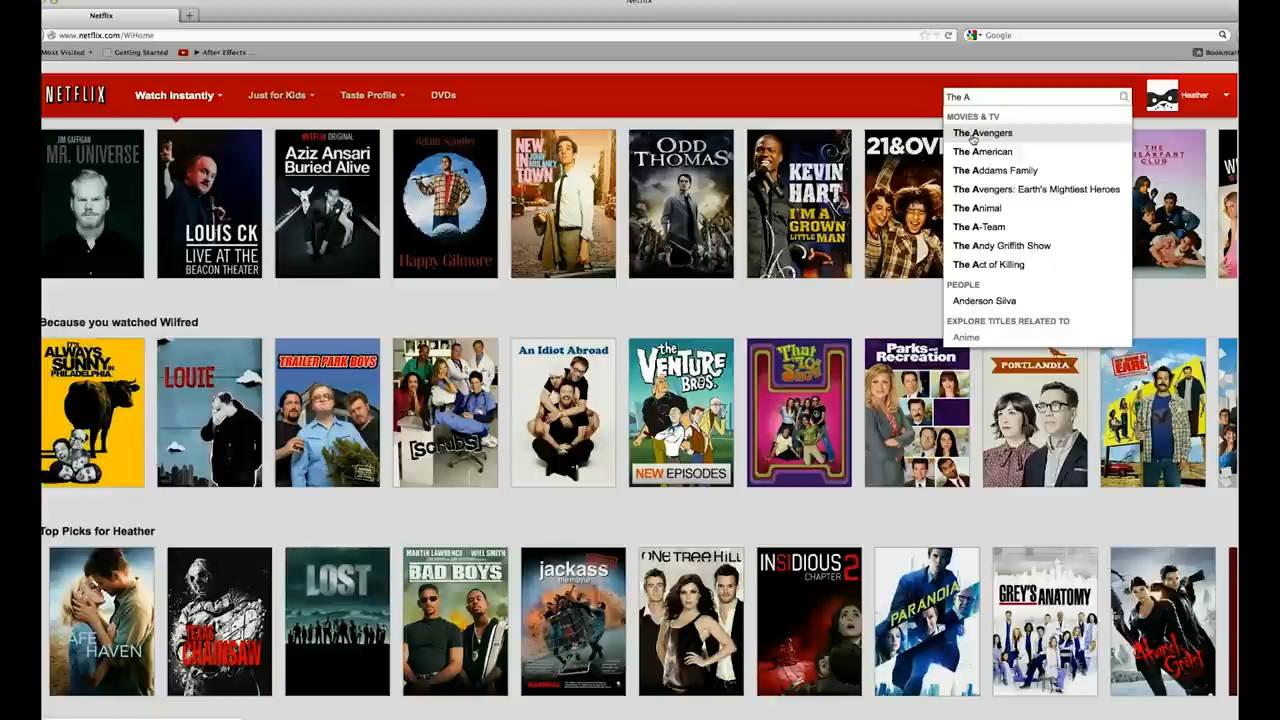 Netflix
Netflix
www.netflix.com/WiHome
Google
Most Visited
Getting Started
After Effects ...
Bookmar
NETFLIX
Watch Instantly
Just for Kids
Taste Profile
DVDs
The A
Heather
MOVIES & TV
The Avengers
The American
The Addams Family
The Avengers: Earth's Mightiest Heroes
The Animal
The A-Team
The Andy Griffith Show
The Act of Killing
PEOPLE
Anderson Silva
EXPLORE TITLES RELATED TO
Anime
JIM GAFFIGAN
MR. UNIVERSE
LOUIS CK
LIVE AT THE
BEACON THEATER
NETFLIX ORIGINAL
Aziz Ansari
Buried Alive
Adam Sandler
Happy Gilmore
NEW IN TOWN
JOHN MULANEY
ODD THOMAS
KEVIN HART
I'M A GROWN LITTLE MAN
21 & OV
THE BREAKFAST CLUB
Because you watched Wilfred
IT'S ALWAYS SUNNY IN PHILADELPHIA
LOUIE
TRAILER PARK BOYS
[scrubs]
An Idiot Abroad
the VENTURE BROS.
NEW EPISODES
That '70s Show
Parks and Recreation
PORTLANDIA
EARL
Top Picks for Heather
AFE HAVEN
TEXAS CHAINSAW
LOST
MARTIN LAWRENCE WILL SMITH
BAD BOYS
jackass
the movie
ONE TREE HILL
INSIDIOUS
CHAPTER 2
PARANOIA
GREY'S ANATOMY
Hansel & Gretel